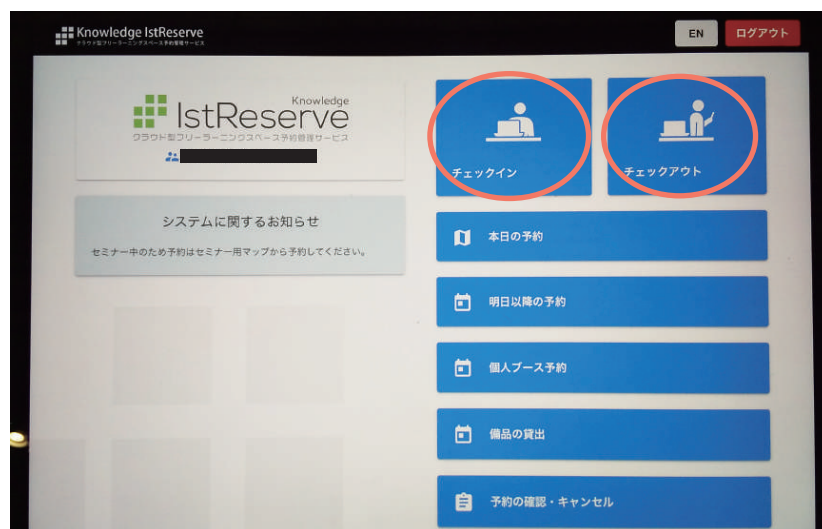 Knowledge IstReserve
クラウド型フリーラーニングスペース予約管理サービス
EN
ログアウト
Knowledge
IstReserve
クラウド型フリーラーニングスペース予約管理サービス
システムに関するお知らせ
セミナー中のため予約はセミナー用マップから予約してください。
チェックイン
チェックアウト
本日の予約
明日以降の予約
個人ブース予約
備品の貸出
予約の確認・キャンセル